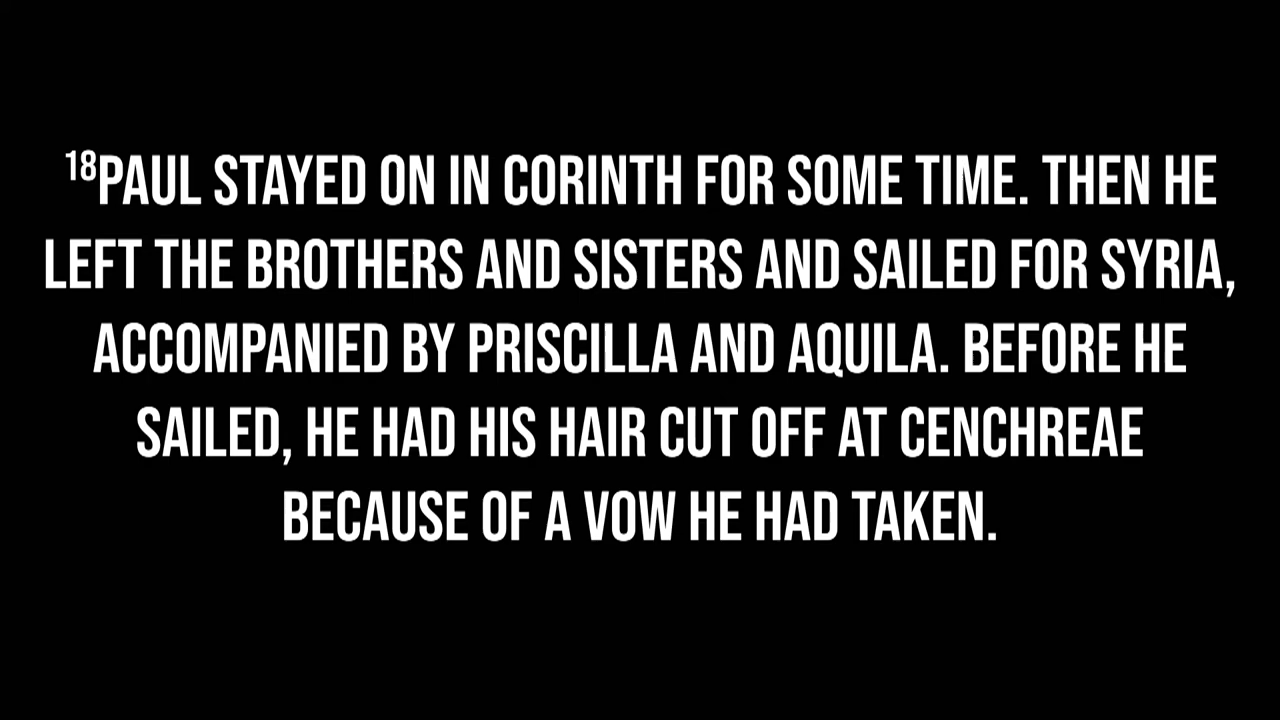 18PAUL STAYED ON IN CORINTH FOR SOME TIME. THEN HE
LEFT THE BROTHERS AND SISTERS AND SAILED FOR SYRIA,
ACCOMPANIED BY PRISCILLA AND AQUILA. BEFORE HE
SAILED, HE HAD HIS HAIR CUT OFF AT CENCHREAE
BECAUSE OF A VOW HE HAD TAKEN.